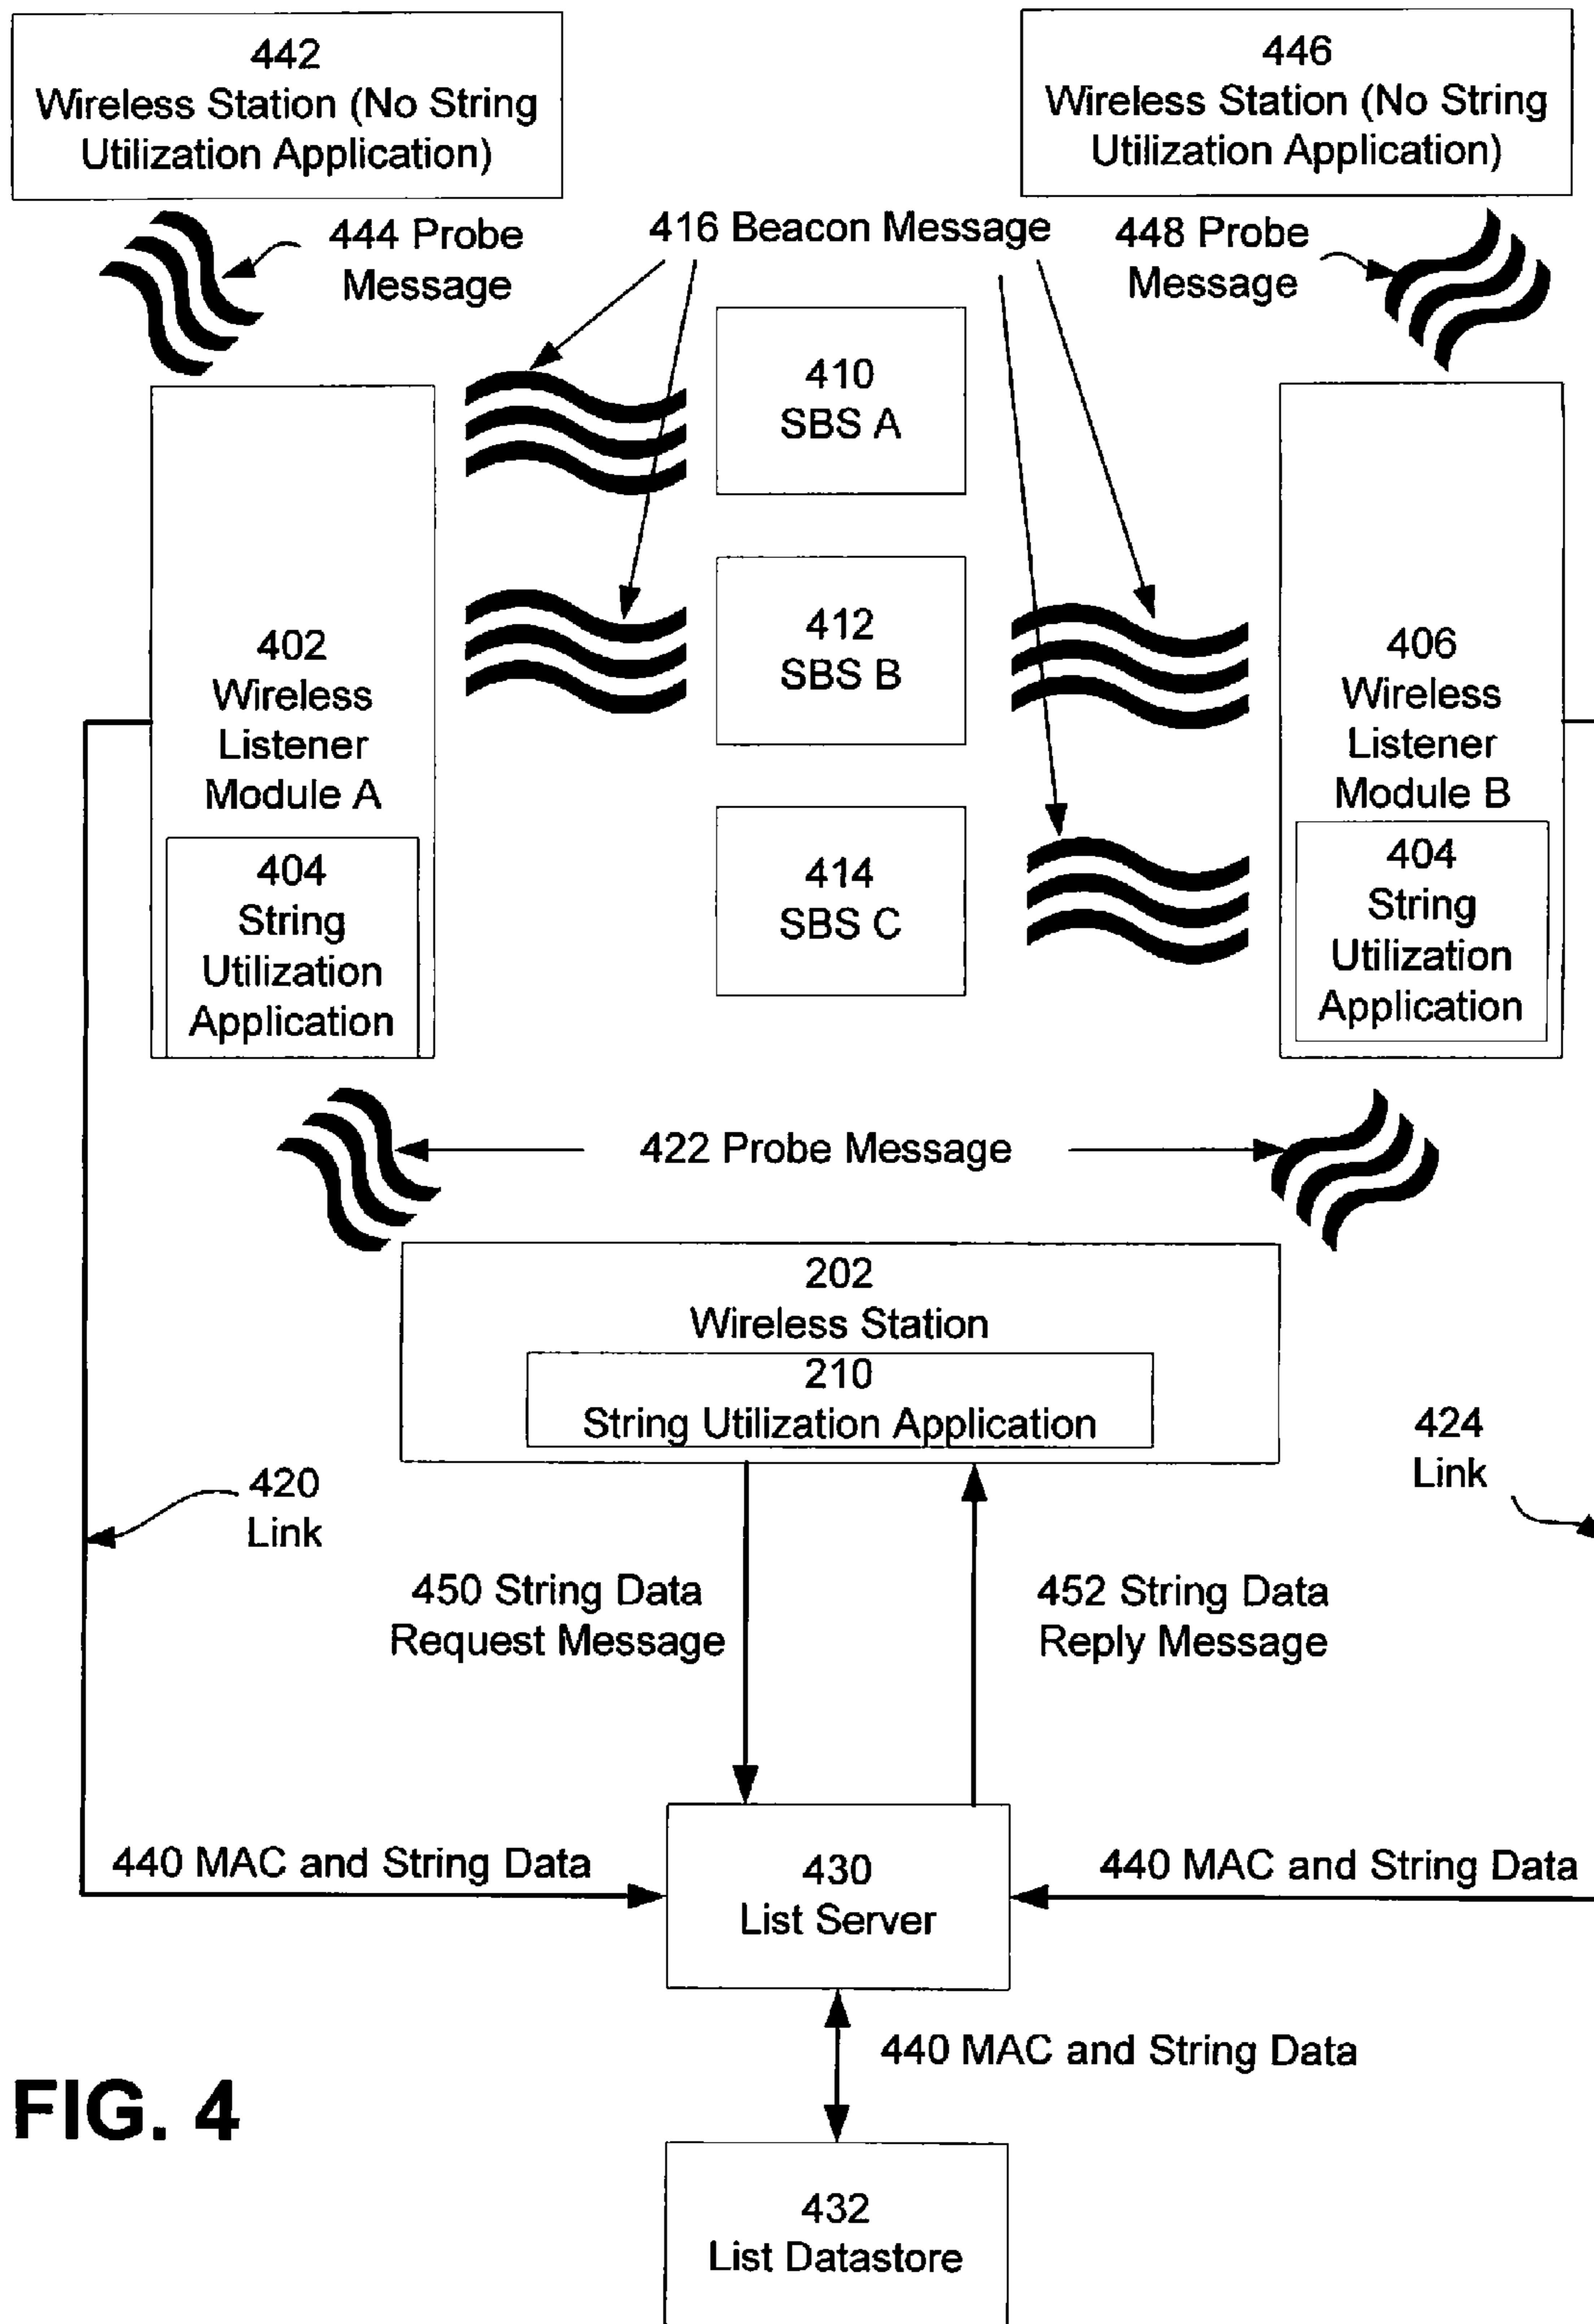 442
Wireless Station (No String
Utilization Application)
446
Wireless Station (No String
Utilization Application)
444 Probe
Message
416 Beacon Message
448 Probe
Message
410
SBS A
412
SBS B
414
SBS C
402
Wireless
Listener
Module A
404
String
Utilization
Application
406
Wireless
Listener
Module B
404
String
Utilization
Application
422 Probe Message
202
Wireless Station
210
String Utilization Application
420
Link
424
Link
450 String Data
Request Message
452 String Data
Reply Message
440 MAC and String Data
430
List Server
440 MAC and String Data
440 MAC and String Data
FIG. 4
432
List Datastore